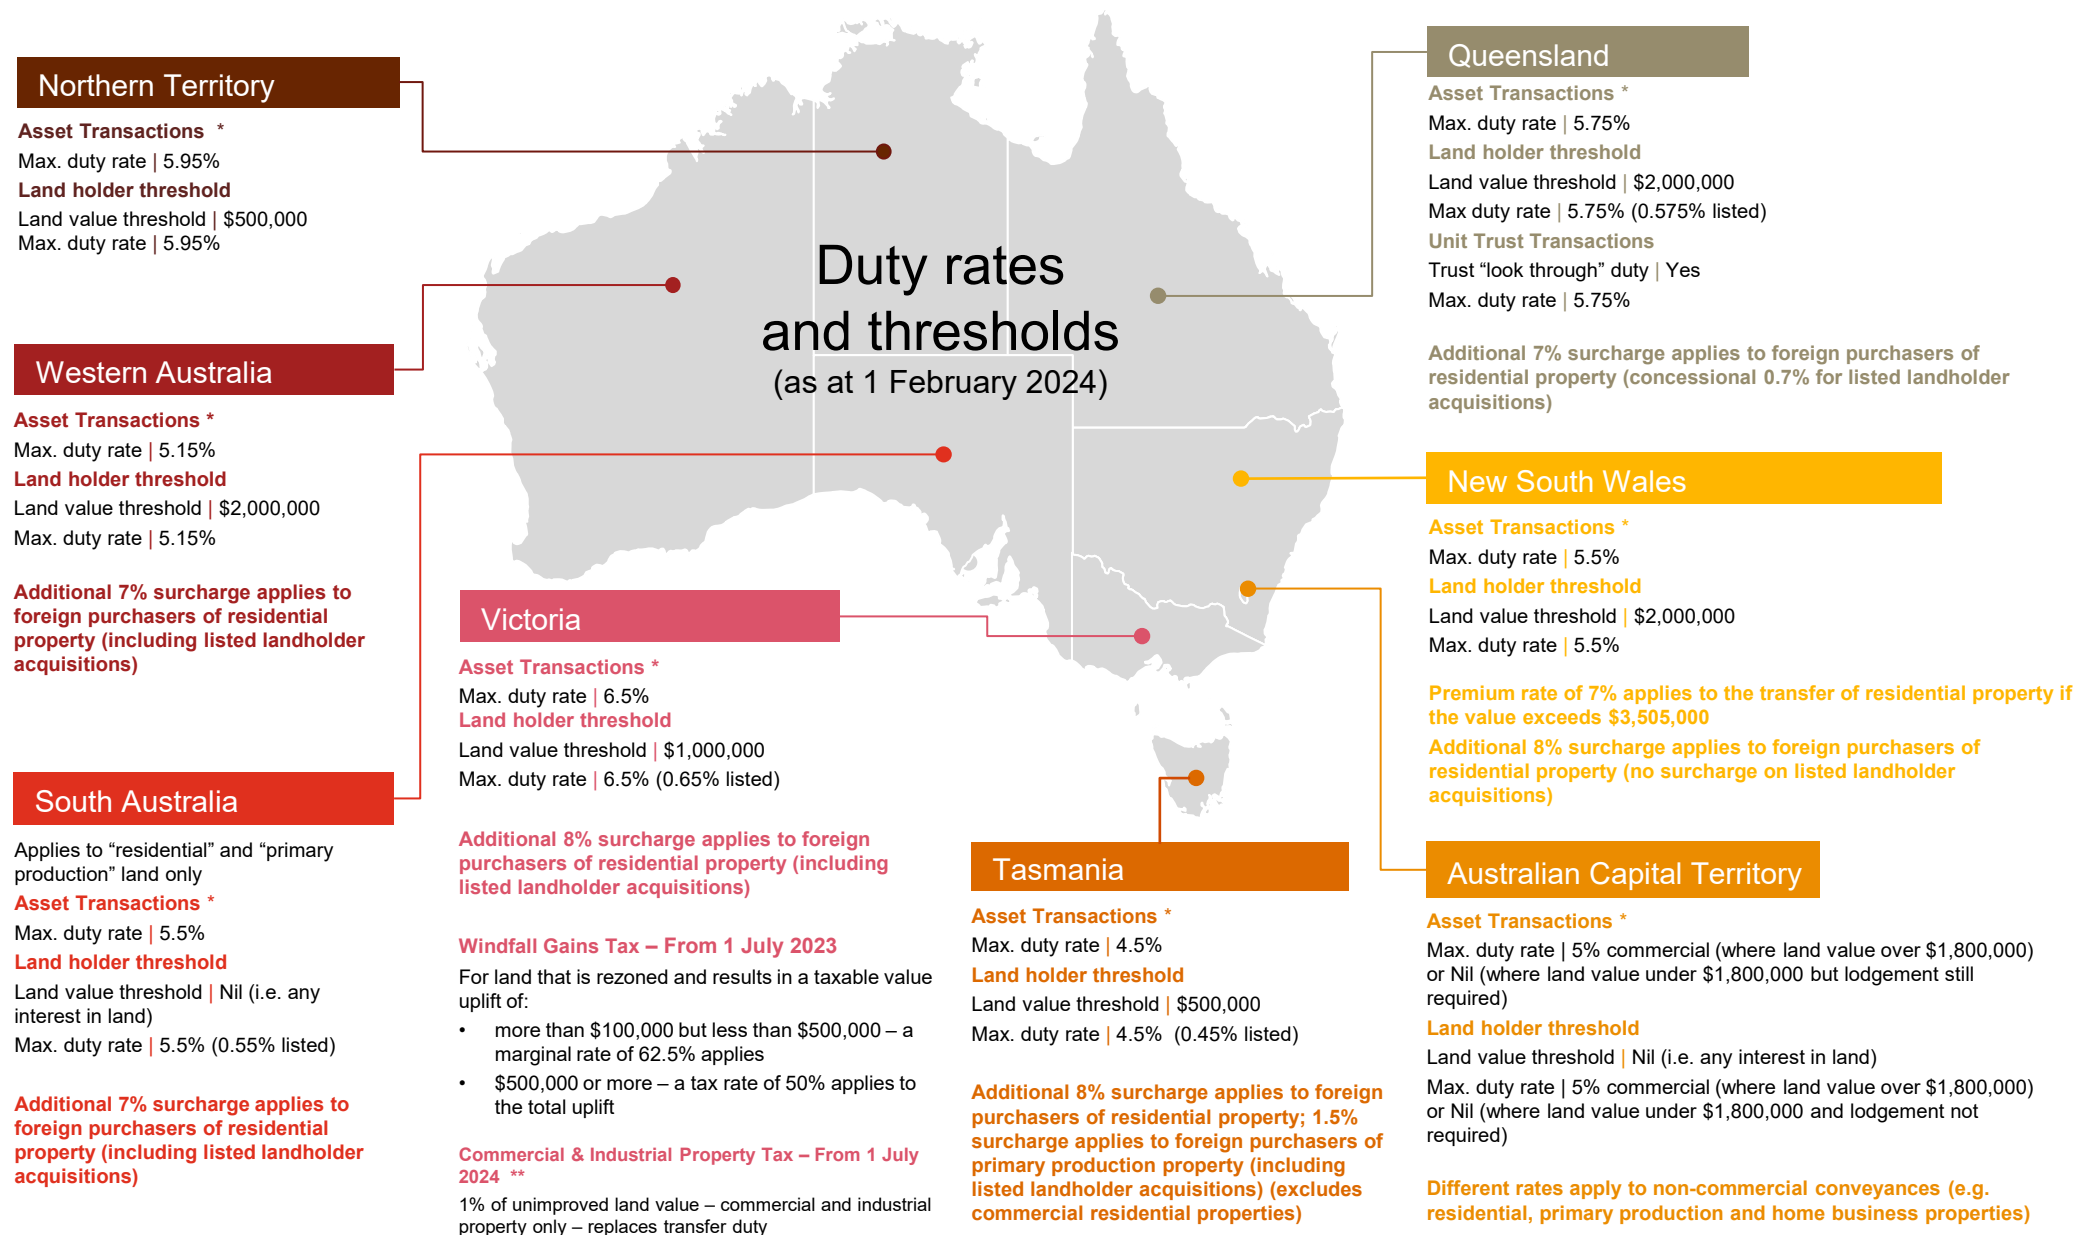 Northern Territory
Asset Transactions *
Max. duty rate | 5.95%
Land holder threshold
Land value threshold | $500,000
Max. duty rate | 5.95%
Western Australia
Asset Transactions *
Max. duty rate | 5.15%
Land holder threshold
Land value threshold | $2,000,000
Max. duty rate | 5.15%
Additional 7% surcharge applies to
foreign purchasers of residential
property (including listed landholder
acquisitions)
South Australia
Applies to “residential” and “primary
production” land only
Asset Transactions *
Max. duty rate | 5.5%
Land holder threshold
Land value threshold | Nil (i.e. any
interest in land)
Max. duty rate | 5.5% (0.55% listed)
Additional 7% surcharge applies to
foreign purchasers of residential
property (including listed landholder
acquisitions)
Duty rates
and thresholds
(as at 1 February 2024)
Victoria
Asset Transactions *
Max. duty rate | 6.5%
Land holder threshold
Land value threshold | $1,000,000
Max. duty rate | 6.5% (0.65% listed)
Additional 8% surcharge applies to foreign
purchasers of residential property (including
listed landholder acquisitions)
Windfall Gains Tax – From 1 July 2023
For land that is rezoned and results in a taxable value
uplift of:
• more than $100,000 but less than $500,000 – a
marginal rate of 62.5% applies
• $500,000 or more – a tax rate of 50% applies to
the total uplift
Commercial & Industrial Property Tax – From 1 July
2024 **
1% of unimproved land value – commercial and industrial
property only – replaces transfer duty
Tasmania
Asset Transactions *
Max. duty rate | 4.5%
Land holder threshold
Land value threshold | $500,000
Max. duty rate | 4.5% (0.45% listed)
Additional 8% surcharge applies to foreign
purchasers of residential property; 1.5%
surcharge applies to foreign purchasers of
primary production property (including
listed landholder acquisitions) (excludes
commercial residential properties)
Queensland
Asset Transactions *
Max. duty rate | 5.75%
Land holder threshold
Land value threshold | $2,000,000
Max duty rate | 5.75% (0.575% listed)
Unit Trust Transactions
Trust “look through” duty | Yes
Max. duty rate | 5.75%
Additional 7% surcharge applies to foreign purchasers of
residential property (concessional 0.7% for listed landholder
acquisitions)
New South Wales
Asset Transactions *
Max. duty rate | 5.5%
Land holder threshold
Land value threshold | $2,000,000
Max. duty rate | 5.5%
Premium rate of 7% applies to the transfer of residential property if
the value exceeds $3,505,000
Additional 8% surcharge applies to foreign purchasers of
residential property (no surcharge on listed landholder
acquisitions)
Australian Capital Territory
Asset Transactions *
Max. duty rate | 5% commercial (where land value over $1,800,000)
or Nil (where land value under $1,800,000 but lodgement still
required)
Land holder threshold
Land value threshold | Nil (i.e. any interest in land)
Max. duty rate | 5% commercial (where land value over $1,800,000)
or Nil (where land value under $1,800,000 and lodgement not
required)
Different rates apply to non-commercial conveyances (e.g.
residential, primary production and home business properties)